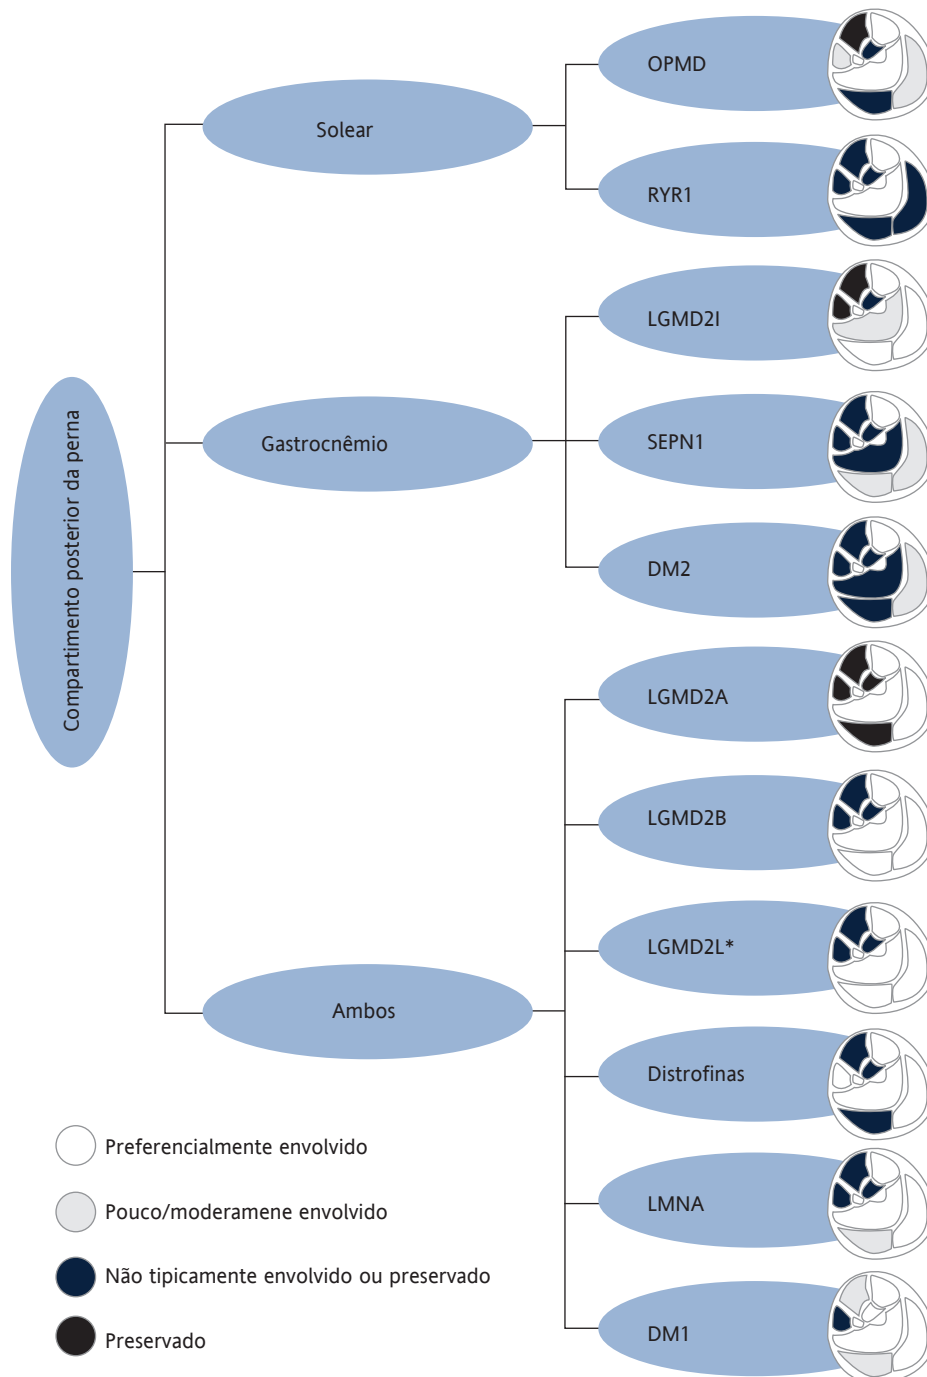 Compartimento posterior da perna
Solear
OPMD
RYR1
Gastrocnêmio
LGMD2I
SEPN1
DM2
Ambos
LGMD2A
LGMD2B
LGMD2L*
Distrofinas
LMNA
DM1
Preferencialmente envolvido
Pouco/moderamene envolvido
Não tipicamente envolvido ou preservado
Preservado